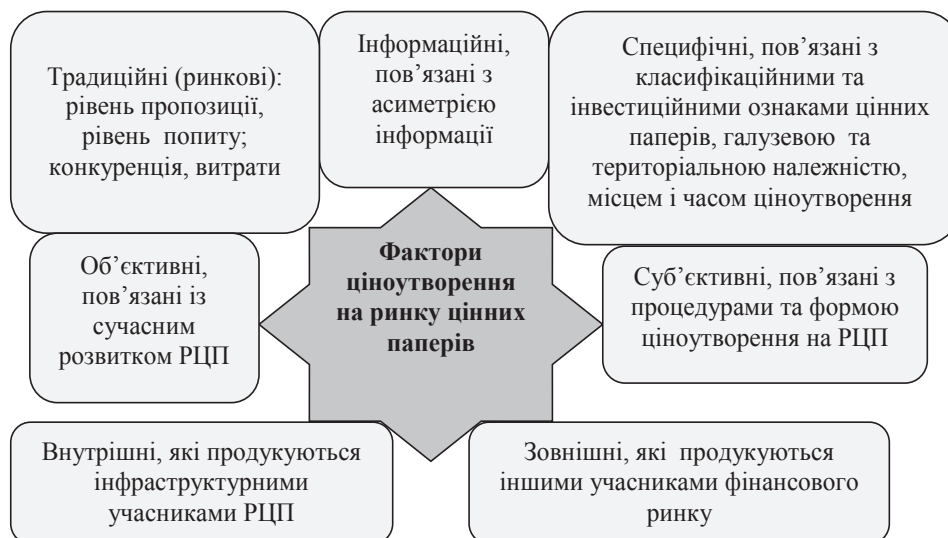 Традиційні (ринкові):
рівень пропозиції,
рівень попиту;
конкуренція, витрати
Інформаційні,
пов’язані з
асиметрією
інформації
Специфічні, пов’язані з
класифікаційними та
інвестиційними ознаками цінних
паперів, галузевою та
територіальною належністю,
місцем і часом ціноутворення
Об’єктивні,
пов’язані із
сучасним
розвитком РЦП
Фактори
ціноутворення
на ринку цінних
паперів
Суб’єктивні, пов’язані з
процедурами та формою
ціноутворення на РЦП
Внутрішні, які продукуються
інфраструктурними
учасниками РЦП
Зовнішні, які продукуються
іншими учасниками фінансового
ринку